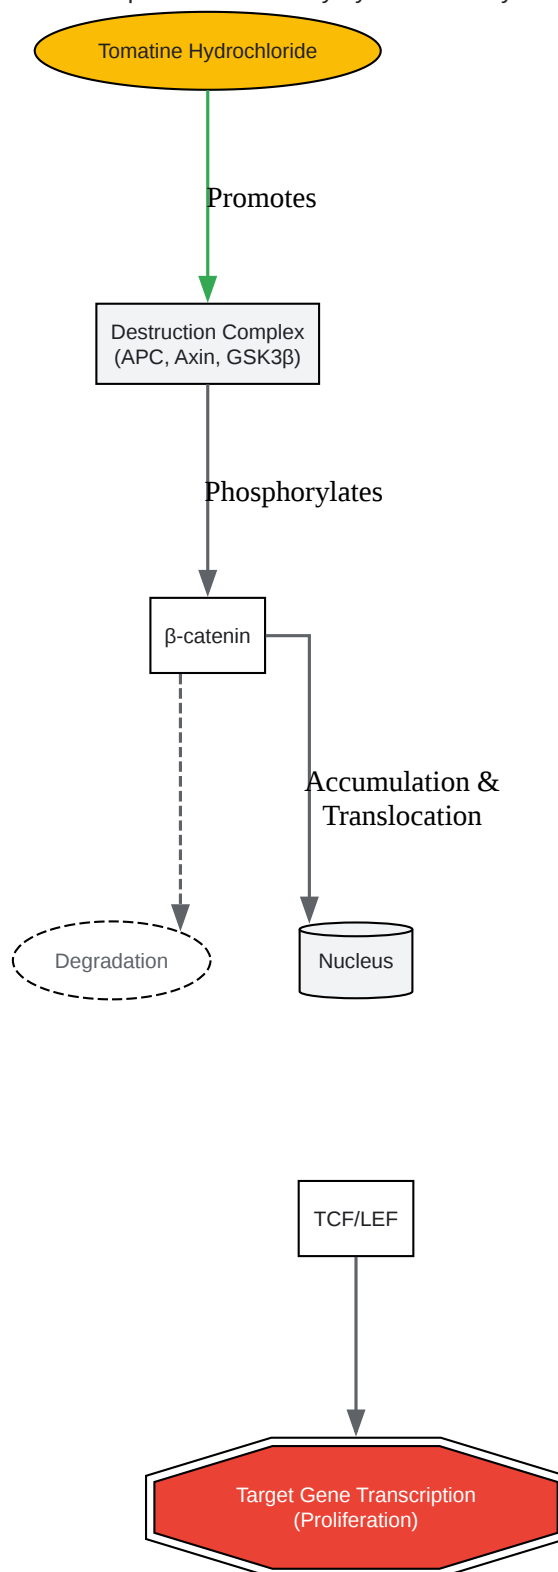 Tomatine Hydrochloride
Promotes
Destruction Complex
(APC, Axin, GSK3β)
Phosphorylates
β-catenin
Accumulation &
Translocation
Degradation
Nucleus
TCF/LEF
Target Gene Transcription
(Proliferation)